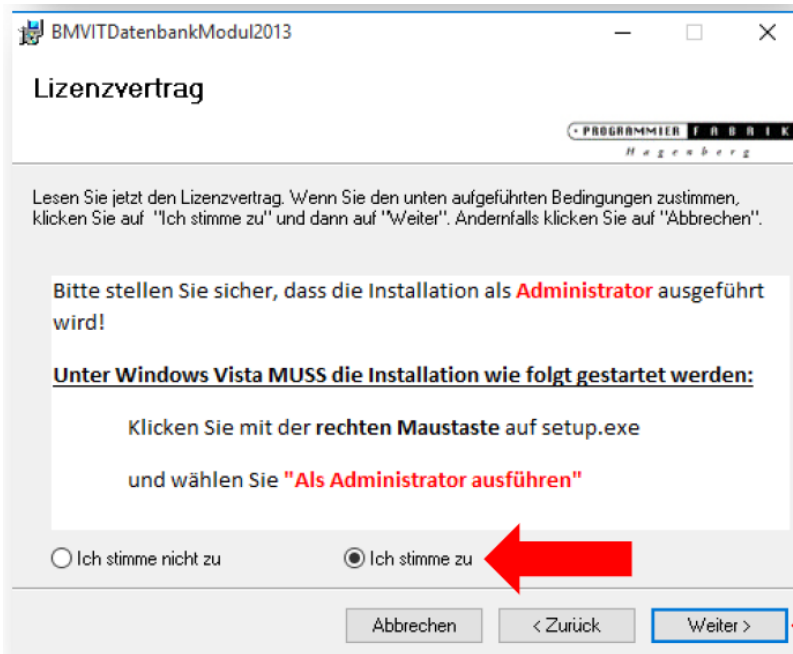 BMVITDatenbankModul2013
Lizenzvertrag
PROGRAMMIER FABRIK
Hagenberg
Lesen Sie jetzt den Lizenzvertrag. Wenn Sie den unten aufgeführten Bedingungen zustimmen,
klicken Sie auf "Ich stimme zu" und dann auf "Weiter". Andernfalls klicken Sie auf "Abbrechen".
Bitte stellen Sie sicher, dass die Installation als Administrator ausgeführt
wird!
Unter Windows Vista MUSS die Installation wie folgt gestartet werden:
Klicken Sie mit der rechten Maustaste auf setup.exe
und wählen Sie "Als Administrator ausführen"
Ich stimme nicht zu Ich stimme zu
Abbrechen < Zurück Weiter >